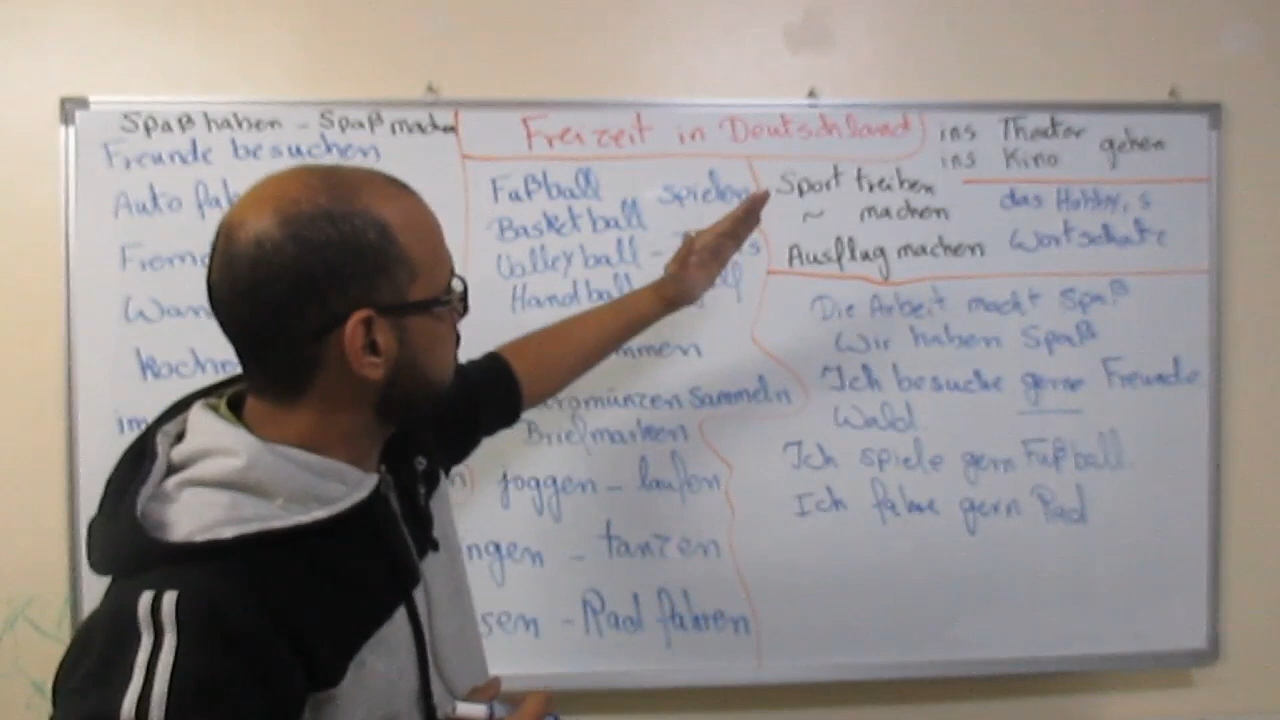 Spaß haben - Spaß machen
Freunde besuchen
Auto fah
Wan
koche
im
Freizeit in Deutschland
Fußball spielen
Basketball
Volleyball -
Handball
mmen
münzen sammeln
Briefmarken
joggen - laufen
ngen - tanzen
sen - Rad fahren
ins Theater gehen
ins Kino
Sport treiben
~ machen
Ausflug machen
das Hobby, s
Wortschatz
Die Arbeit macht Spaß
Wir haben Spaß
Ich besuche gerne Freunde
Wald
Ich spiele gern Fußball
Ich fahre gern Rad